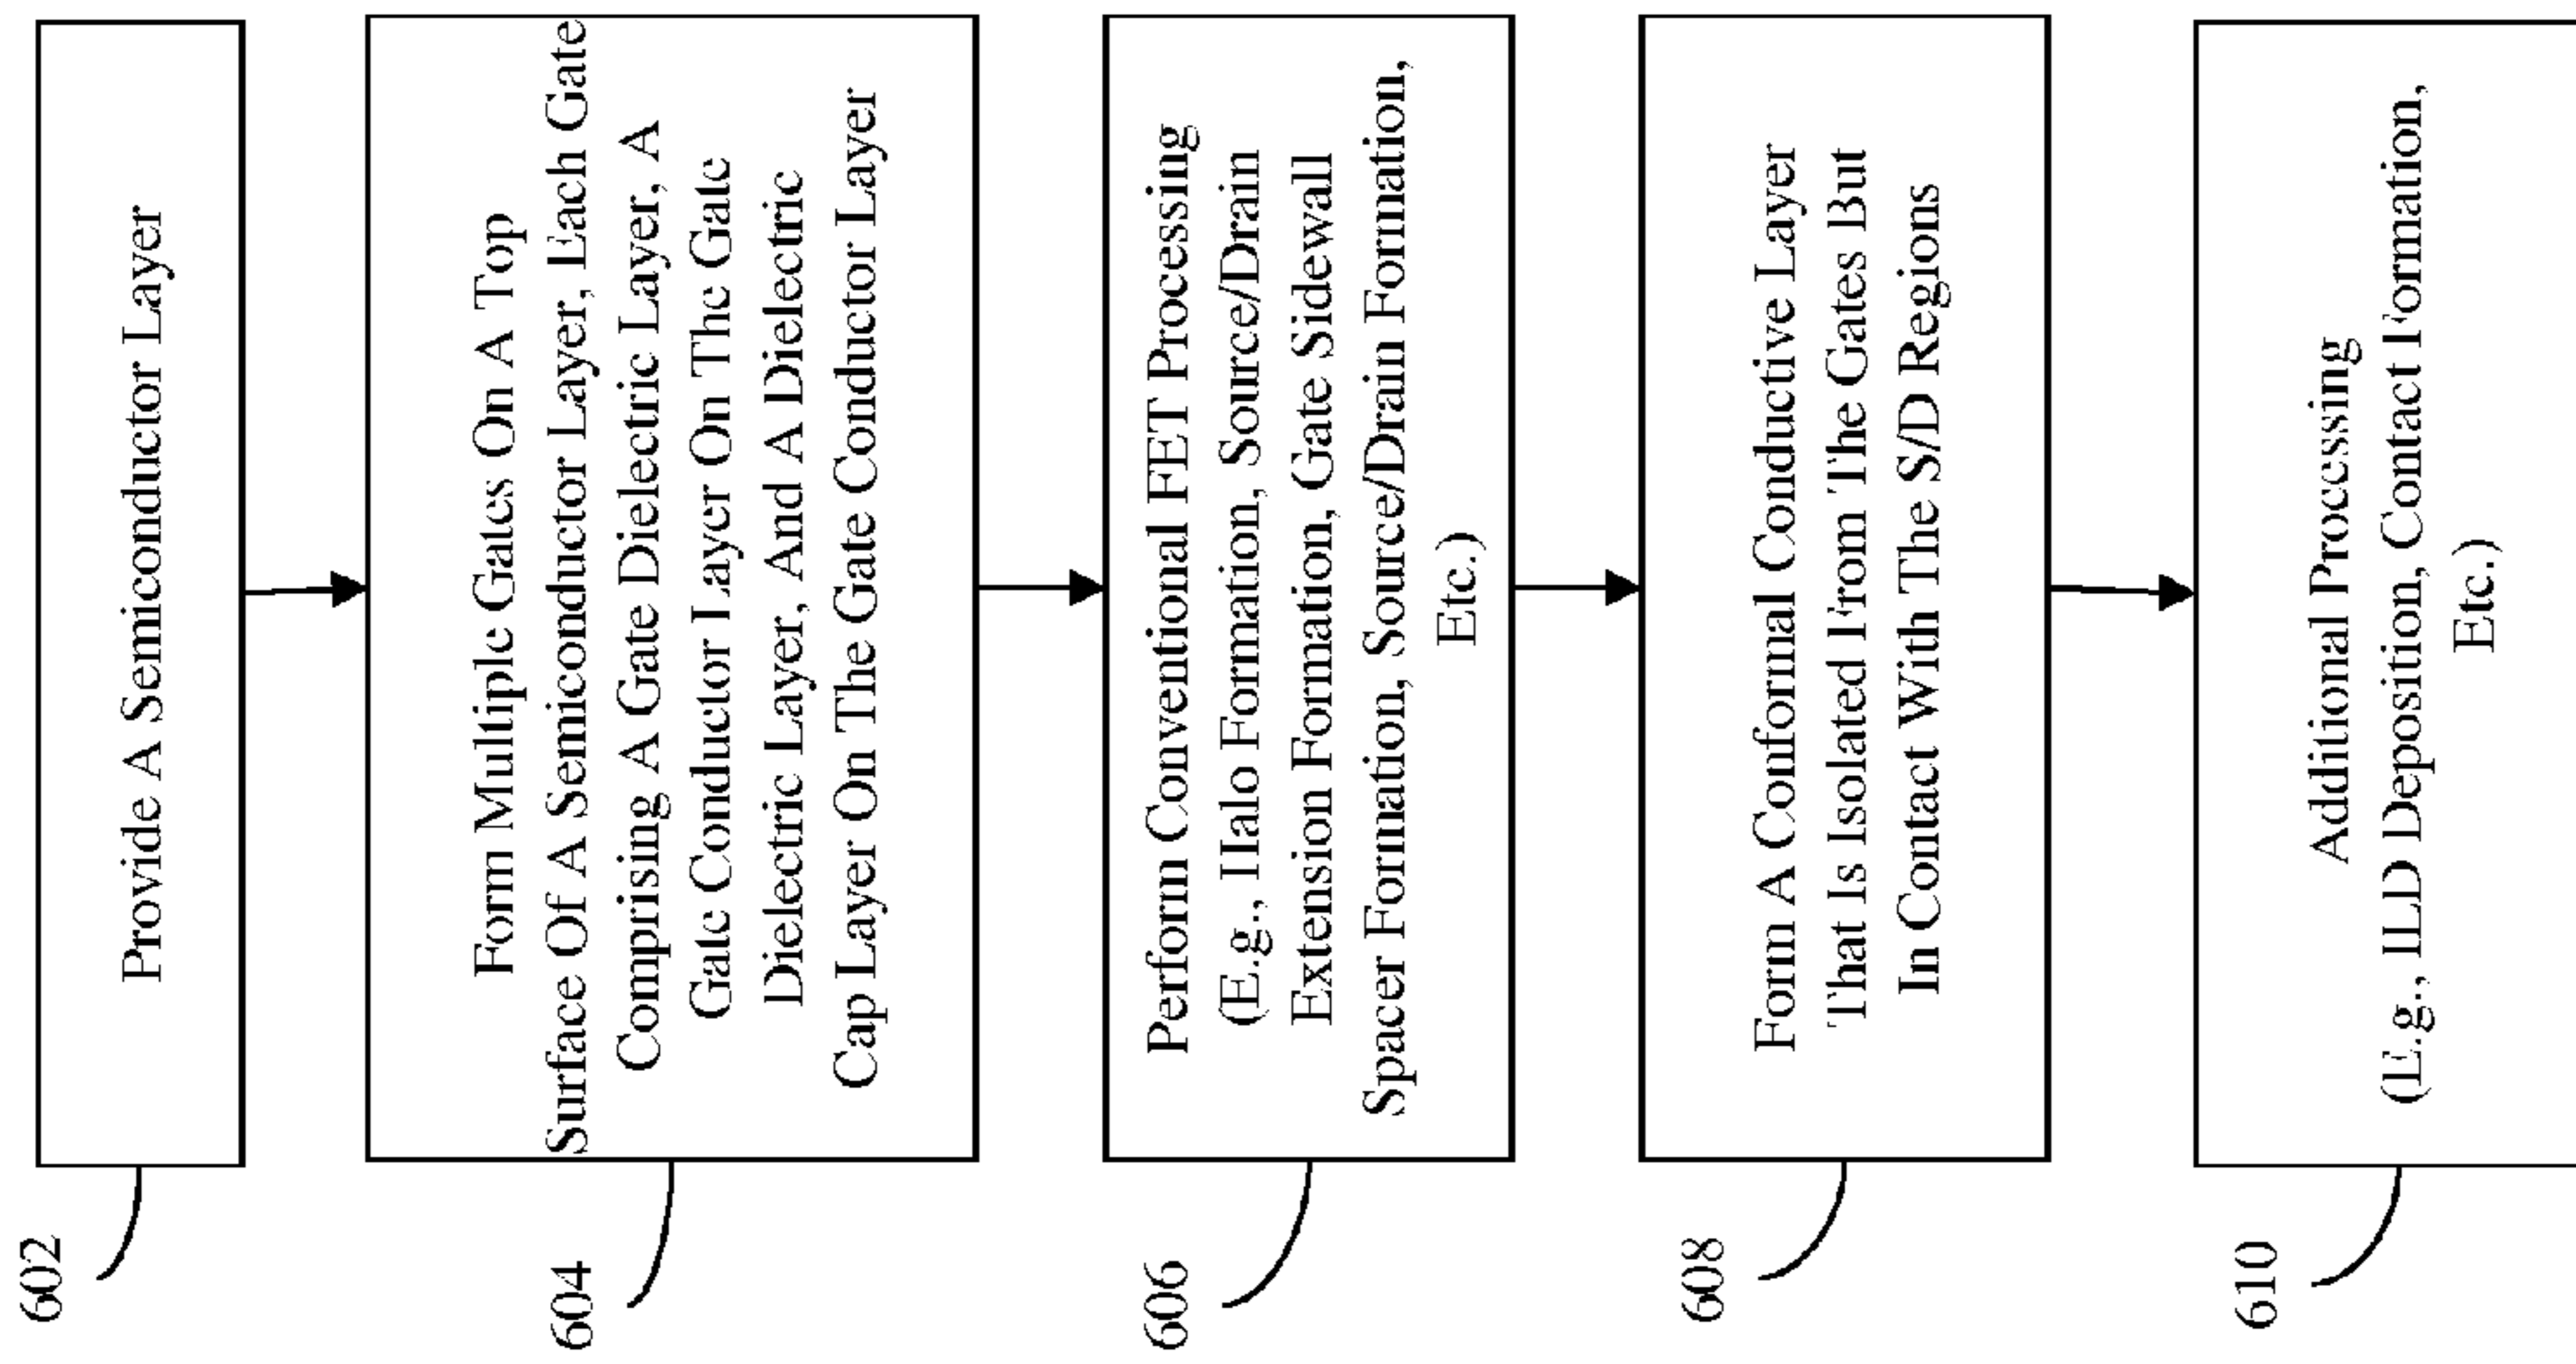 602
Provide A Semiconductor Layer
604
Form Multiple Gates On A Top
Surface Of A Semiconductor Layer, Each Gate
Comprising A Gate Dielectric Layer, A
Gate Conductor Layer On The Gate
Dielectric Layer, And A Dielectric
Cap Layer On The Gate Conductor Layer
606
Perform Conventional FET Processing
(E.g., Halo Formation, Source/Drain
Extension Formation, Gate Sidewall
Spacer Formation, Source/Drain Formation,
Etc.)
608
Form A Conformal Conductive Layer
That Is Isolated From The Gates But
In Contact With The S/D Regions
610
Additional Processing
(E.g., ILD Deposition, Contact Formation,
Etc.)